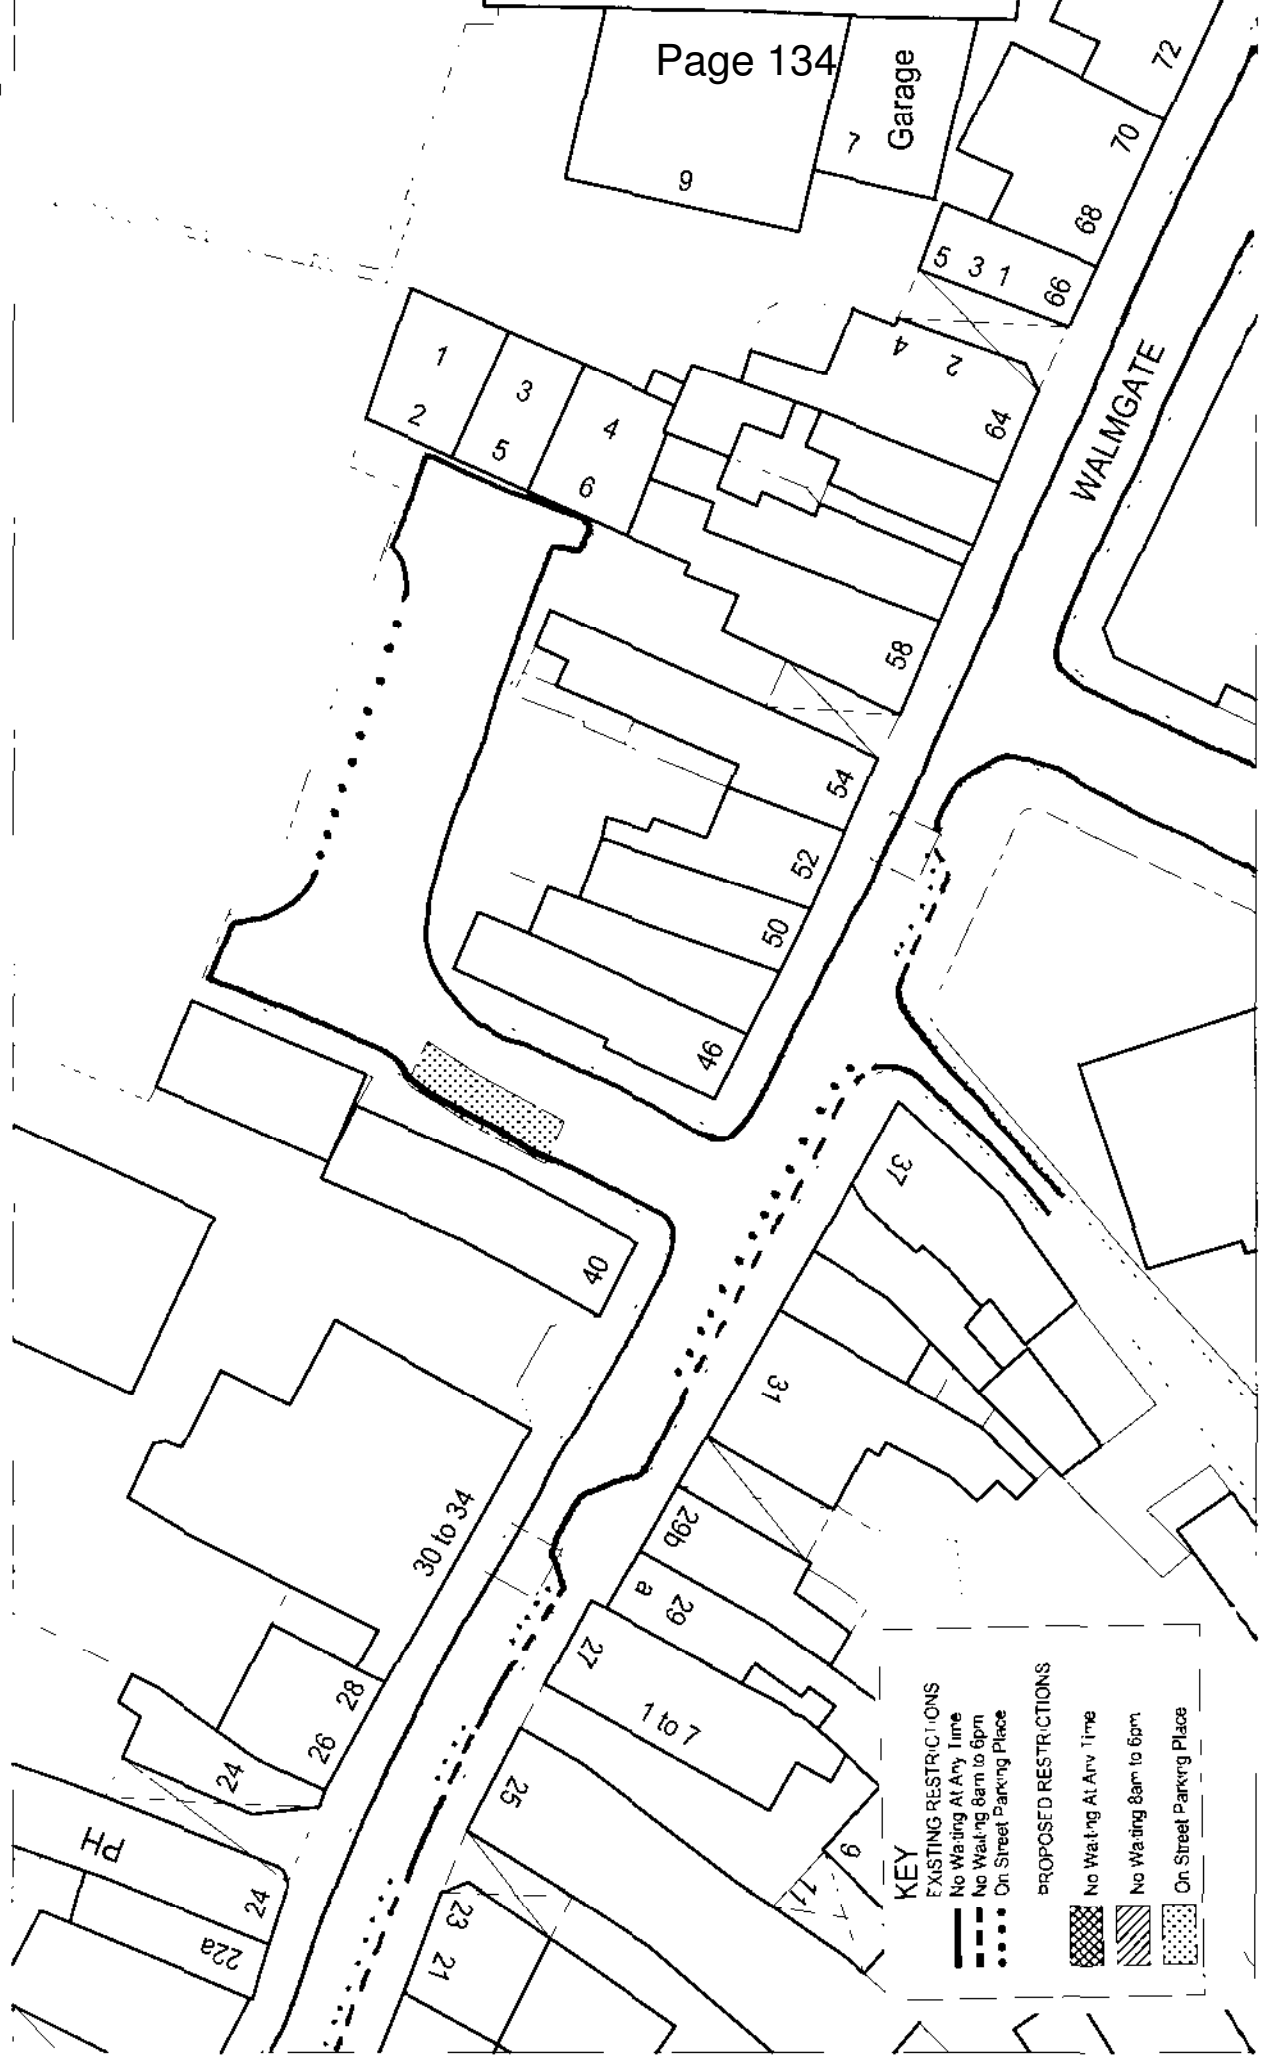 Page 134
72
Garage
7
9
70
68
5 3 1
66
1
2
3
5
4
6
4
2
64
WALMGATE
58
54
52
50
46
37
40
31
30 to 34
29b
a
29
27
1 to 7
28
26
24
25
PH
24
22a
23
21
9
11
KEY
EXISTING RESTRICTIONS
No Waiting At Any Time
No Waiting 8am to 6pm
On Street Parking Place
PROPOSED RESTRICTIONS
No Waiting At Any Time
No Waiting 8am to 6pm
On Street Parking Place